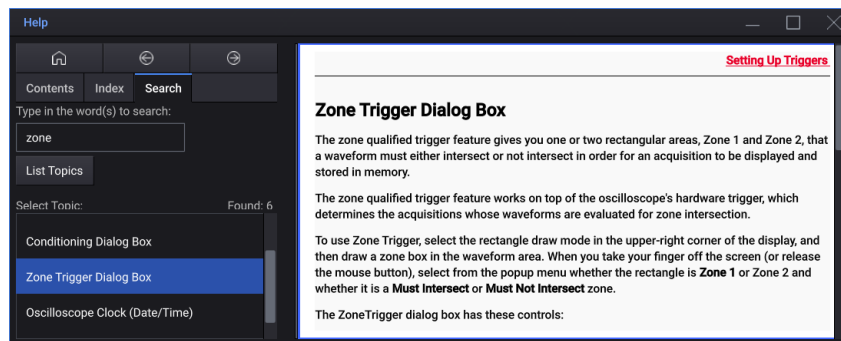 Help
Contents Index Search
Type in the word(s) to search:
zone
List Topics
Select Topic: Found: 6
Conditioning Dialog Box
Zone Trigger Dialog Box
Oscilloscope Clock (Date/Time)
Setting Up Triggers
Zone Trigger Dialog Box
The zone qualified trigger feature gives you one or two rectangular areas, Zone 1 and Zone 2, that
a waveform must either intersect or not intersect in order for an acquisition to be displayed and
stored in memory.
The zone qualified trigger feature works on top of the oscilloscope's hardware trigger, which
determines the acquisitions whose waveforms are evaluated for zone intersection.
To use Zone Trigger, select the rectangle draw mode in the upper-right corner of the display, and
then draw a zone box in the waveform area. When you take your finger off the screen (or release
the mouse button), select from the popup menu whether the rectangle is Zone 1 or Zone 2 and
whether it is a Must Intersect or Must Not Intersect zone.
The ZoneTrigger dialog box has these controls: